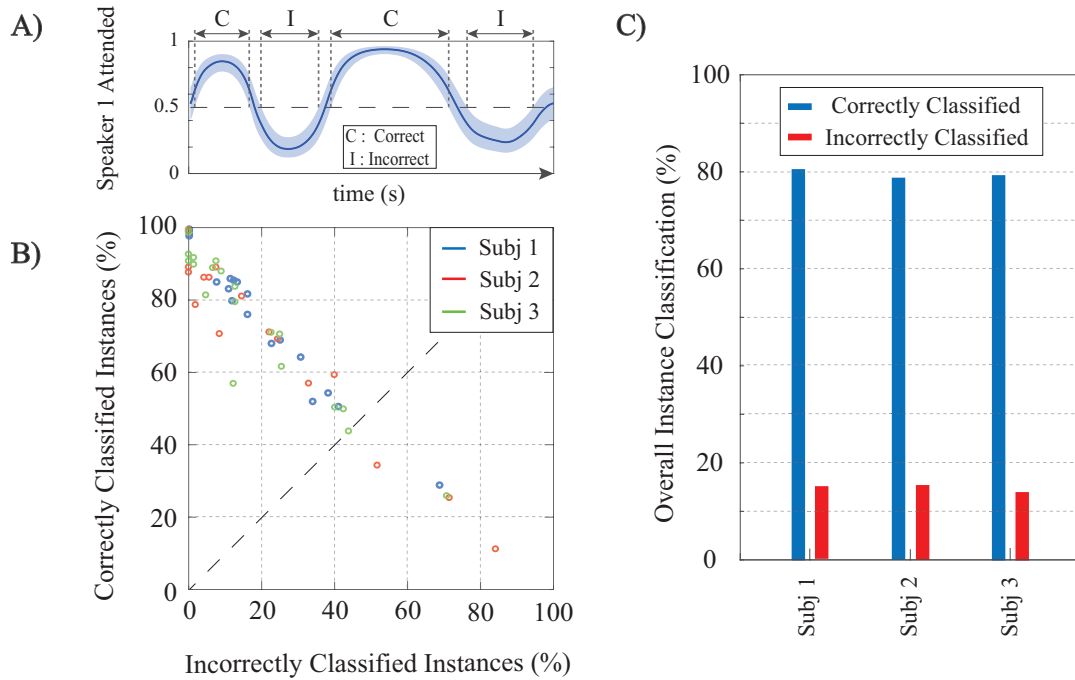 A)
C I C I
Speaker 1 Attended
1
0.5
0
C : Correct
I : Incorrect
time (s)
B)
Correctly Classified Instances (%)
100
80
60
40
20
0
Subj 1
Subj 2
Subj 3
0 20 40 60 80 100
Incorrectly Classified Instances (%)
C)
Overall Instance Classification (%)
100
80
60
40
20
0
Correctly Classified
Incorrectly Classified
Subj 1
Subj 2
Subj 3